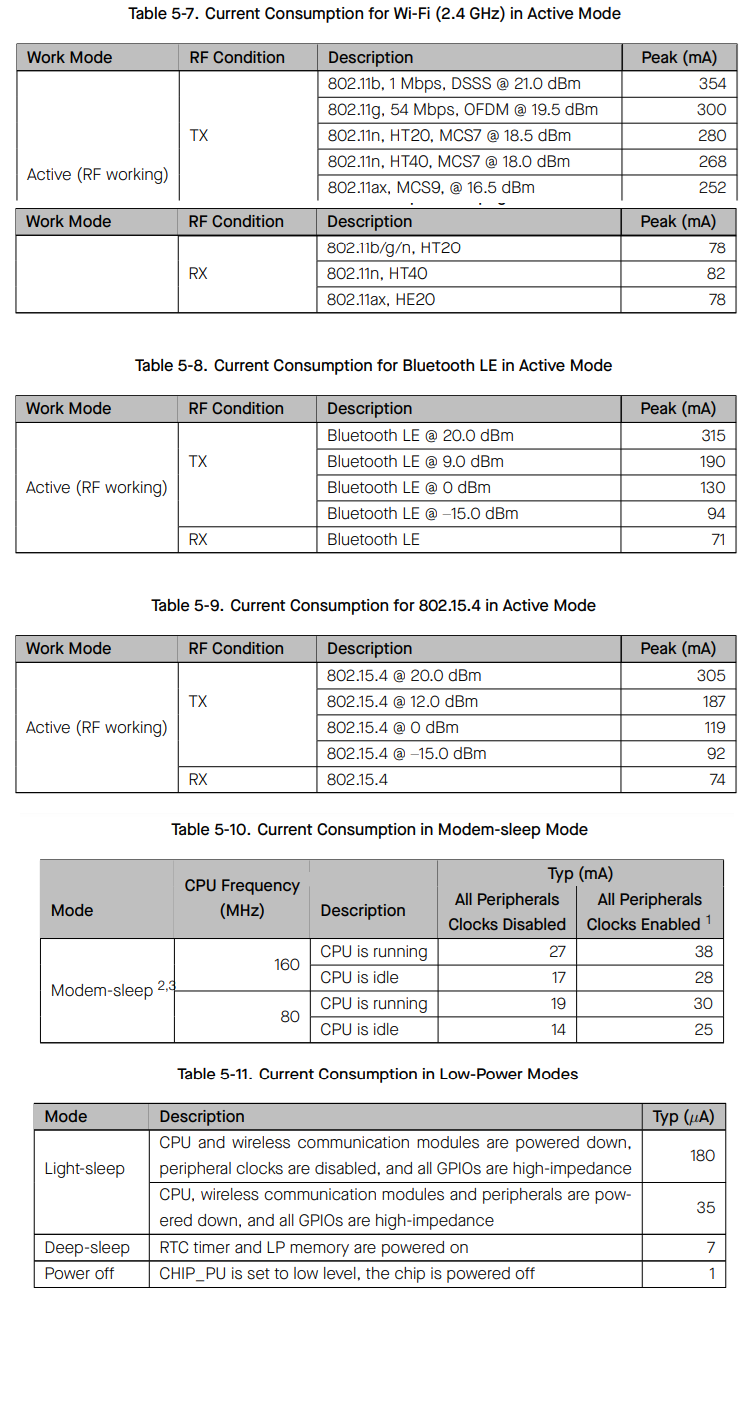 Table 5-7. Current Consumption for Wi-Fi (2.4 GHz) in Active Mode
Work Mode RF Condition Description Peak (mA)
Active (RF working) TX 802.11b, 1 Mbps, DSSS @ 21.0 dBm 354
802.11g, 54 Mbps, OFDM @ 19.5 dBm 300
802.11n, HT20, MCS7 @ 18.5 dBm 280
802.11n, HT40, MCS7 @ 18.0 dBm 268
802.11ax, MCS9, @ 16.5 dBm 252
Work Mode RF Condition Description Peak (mA)
RX 802.11b/g/n, HT20 78
802.11n, HT40 82
802.11ax, HE20 78
Table 5-8. Current Consumption for Bluetooth LE in Active Mode
Work Mode RF Condition Description Peak (mA)
Active (RF working) TX Bluetooth LE @ 20.0 dBm 315
Bluetooth LE @ 9.0 dBm 190
Bluetooth LE @ 0 dBm 130
Bluetooth LE @ –15.0 dBm 94
RX Bluetooth LE 71
Table 5-9. Current Consumption for 802.15.4 in Active Mode
Work Mode RF Condition Description Peak (mA)
Active (RF working) TX 802.15.4 @ 20.0 dBm 305
802.15.4 @ 12.0 dBm 187
802.15.4 @ 0 dBm 119
802.15.4 @ –15.0 dBm 92
RX 802.15.4 74
Table 5-10. Current Consumption in Modem-sleep Mode
Mode CPU Frequency (MHz) Description Typ (mA)
All Peripherals Clocks Disabled All Peripherals Clocks Enabled 1
Modem-sleep 2,3 160 CPU is running 27 38
CPU is idle 17 28
80 CPU is running 19 30
CPU is idle 14 25
Table 5-11. Current Consumption in Low-Power Modes
Mode Description Typ (μA)
Light-sleep CPU and wireless communication modules are powered down,
peripheral clocks are disabled, and all GPIOs are high-impedance 180
CPU, wireless communication modules and peripherals are pow-
ered down, and all GPIOs are high-impedance 35
Deep-sleep RTC timer and LP memory are powered on 7
Power off CHIP_PU is set to low level, the chip is powered off 1